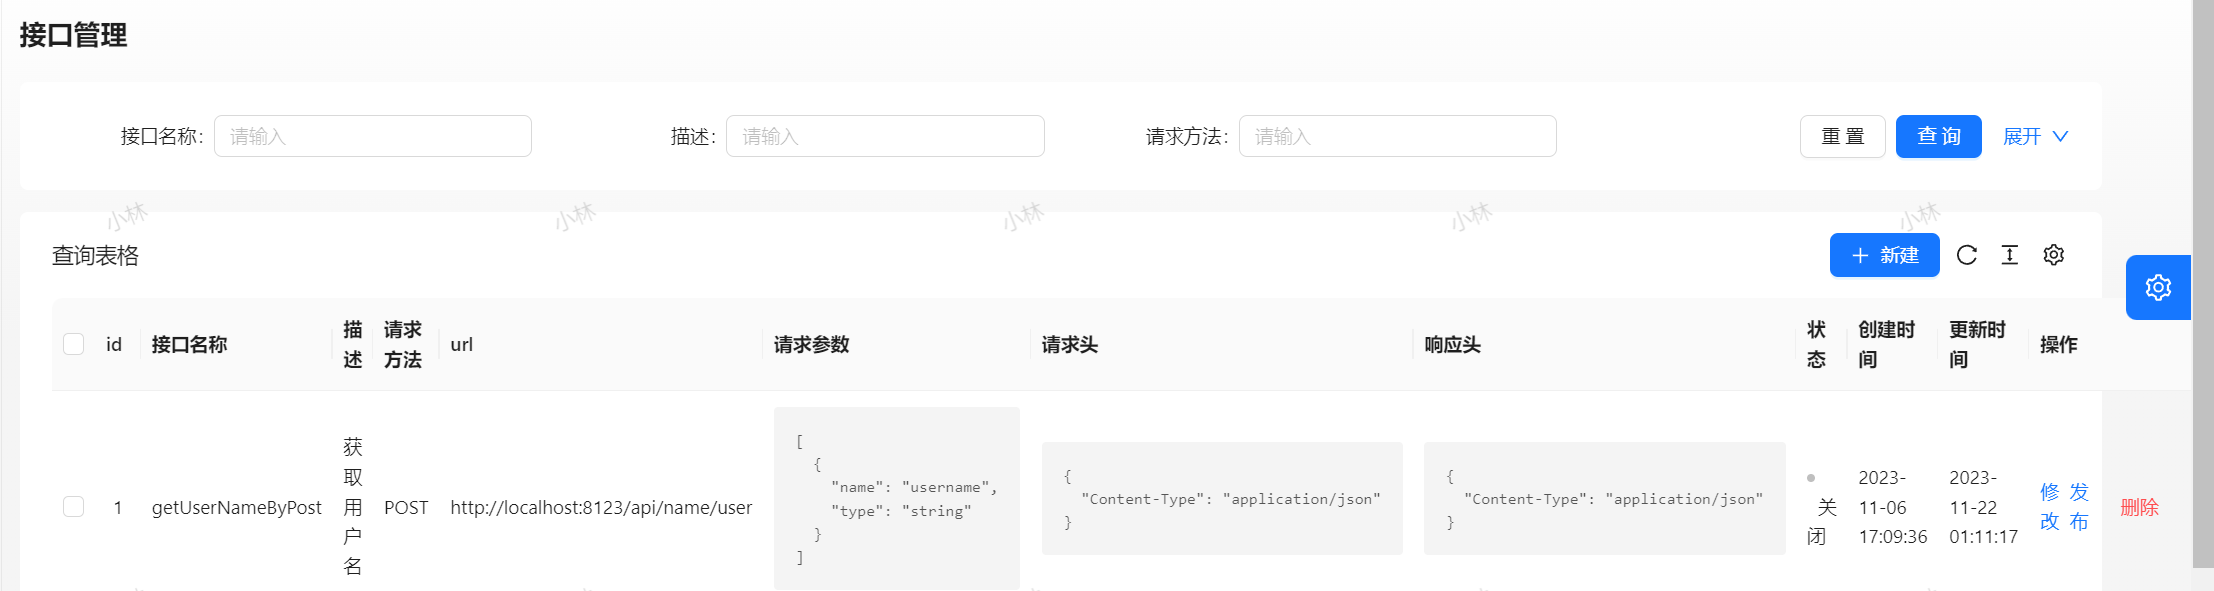 接口管理
接口名称: 请输入 描述: 请输入 请求方法: 请输入 重 置 查 询 展开
小林 小林 小林 小林 小林
查询表格 新建
id 接口名称 描述 请求方法 url 请求参数 请求头 响应头 状态 创建时间 更新时间 操作
1 getUserNameByPost 获取用户名 POST http://localhost:8123/api/name/user
[
{
"name": "username",
"type": "string"
}
]
{
"Content-Type": "application/json"
}
{
"Content-Type": "application/json"
}
关闭
2023-11-06 17:09:36
2023-11-22 01:11:17
修改 发布 删除